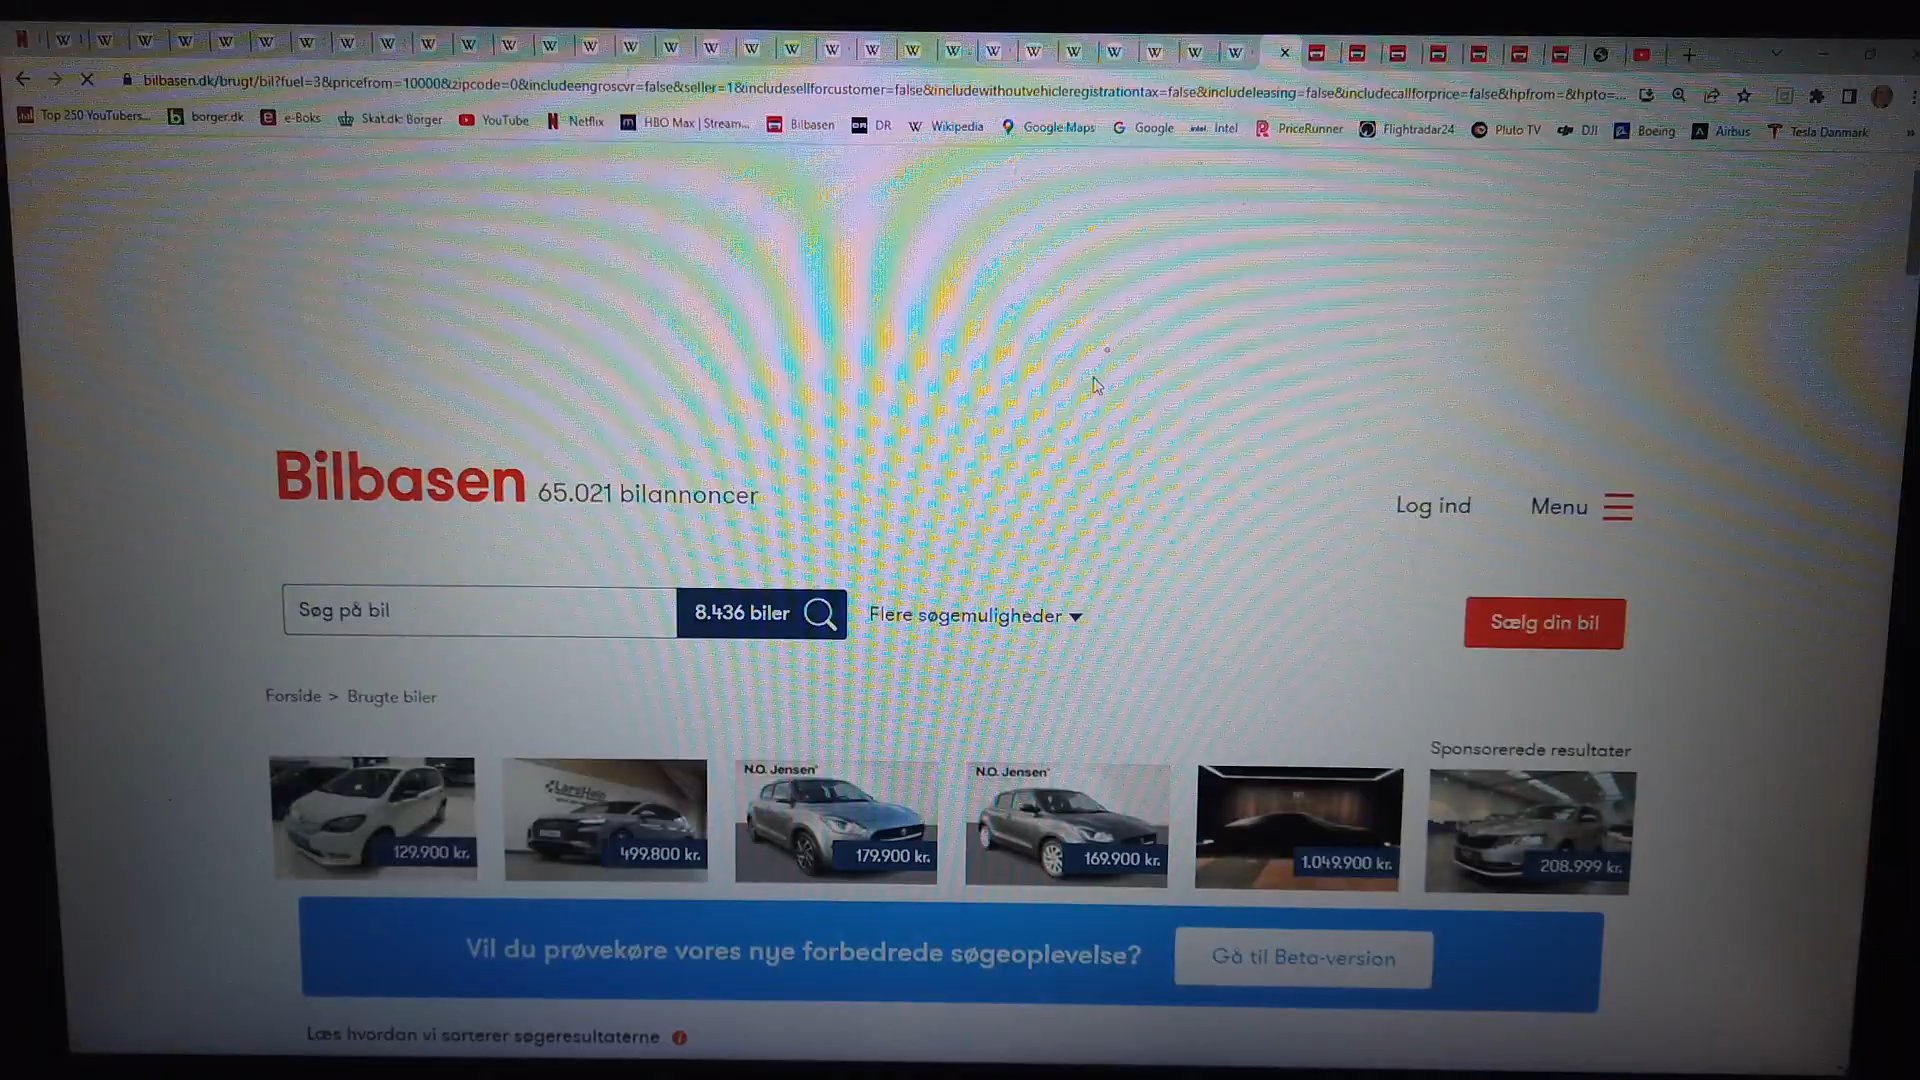 bilbasen.dk/brugt/bil?fuel=3&pricefrom=10000&zipcode=0&includeengroscvr=false&seller=1&includesellforcustomer=false&includewithoutvehicleregistrationtax=false&includeleasing=false&includecallforprice=false&hpfrom=&hpto=...
Top 250 YouTubers... borger.dk e-Boks Skat.dk: Borger YouTube Netflix HBO Max | Stream... Bilbasen DR Wikipedia Google Maps Google Intel PriceRunner Flightradar24 Pluto TV DJI Boeing Airbus Tesla Danmark »
Bilbasen 65.021 bilannoncer
Log ind Menu
Søg på bil 8.436 biler Flere søgemuligheder
Sælg din bil
Forside > Brugte biler
Sponsorerede resultater
N.O. Jensen N.O. Jensen
129.900 kr. 499.800 kr. 179.900 kr. 169.900 kr. 1.049.900 kr. 208.999 kr.
Vil du prøvekøre vores nye forbedrede søgeoplevelse? Gå til Beta-version
Læs hvordan vi sorterer søgeresultaterne